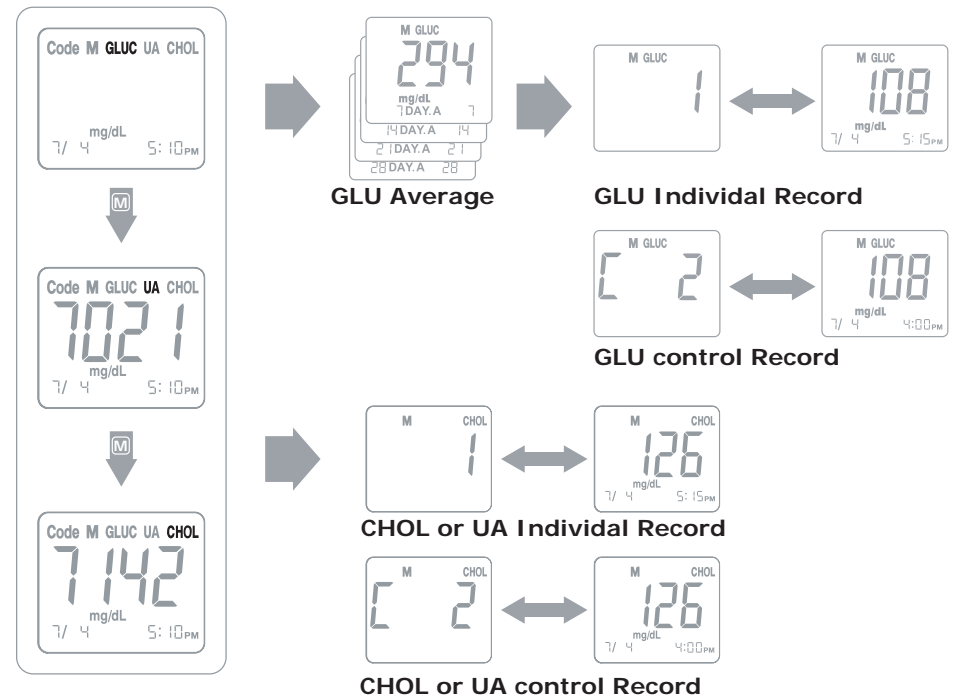 Code M GLUC UA CHOL
mg/dL
7/ 4 5:10PM
M
Code M GLUC UA CHOL
7021
mg/dL
7/ 4 5:10PM
M
Code M GLUC UA CHOL
7142
mg/dL
7/ 4 5:10PM
M GLUC
294
mg/dL
7DAY.A 7
14DAY.A 14
21DAY.A 21
28DAY.A 28
GLU Average
M GLUC
1
M GLUC
108
mg/dL
7/ 4 5:15PM
GLU Individal Record
M GLUC
C 2
M GLUC
108
mg/dL
7/ 4 4:00PM
GLU control Record
M CHOL
1
M CHOL
126
mg/dL
7/ 4 5:15PM
CHOL or UA Individal Record
M CHOL
C 2
M CHOL
126
mg/dL
7/ 4 4:00PM
CHOL or UA control Record